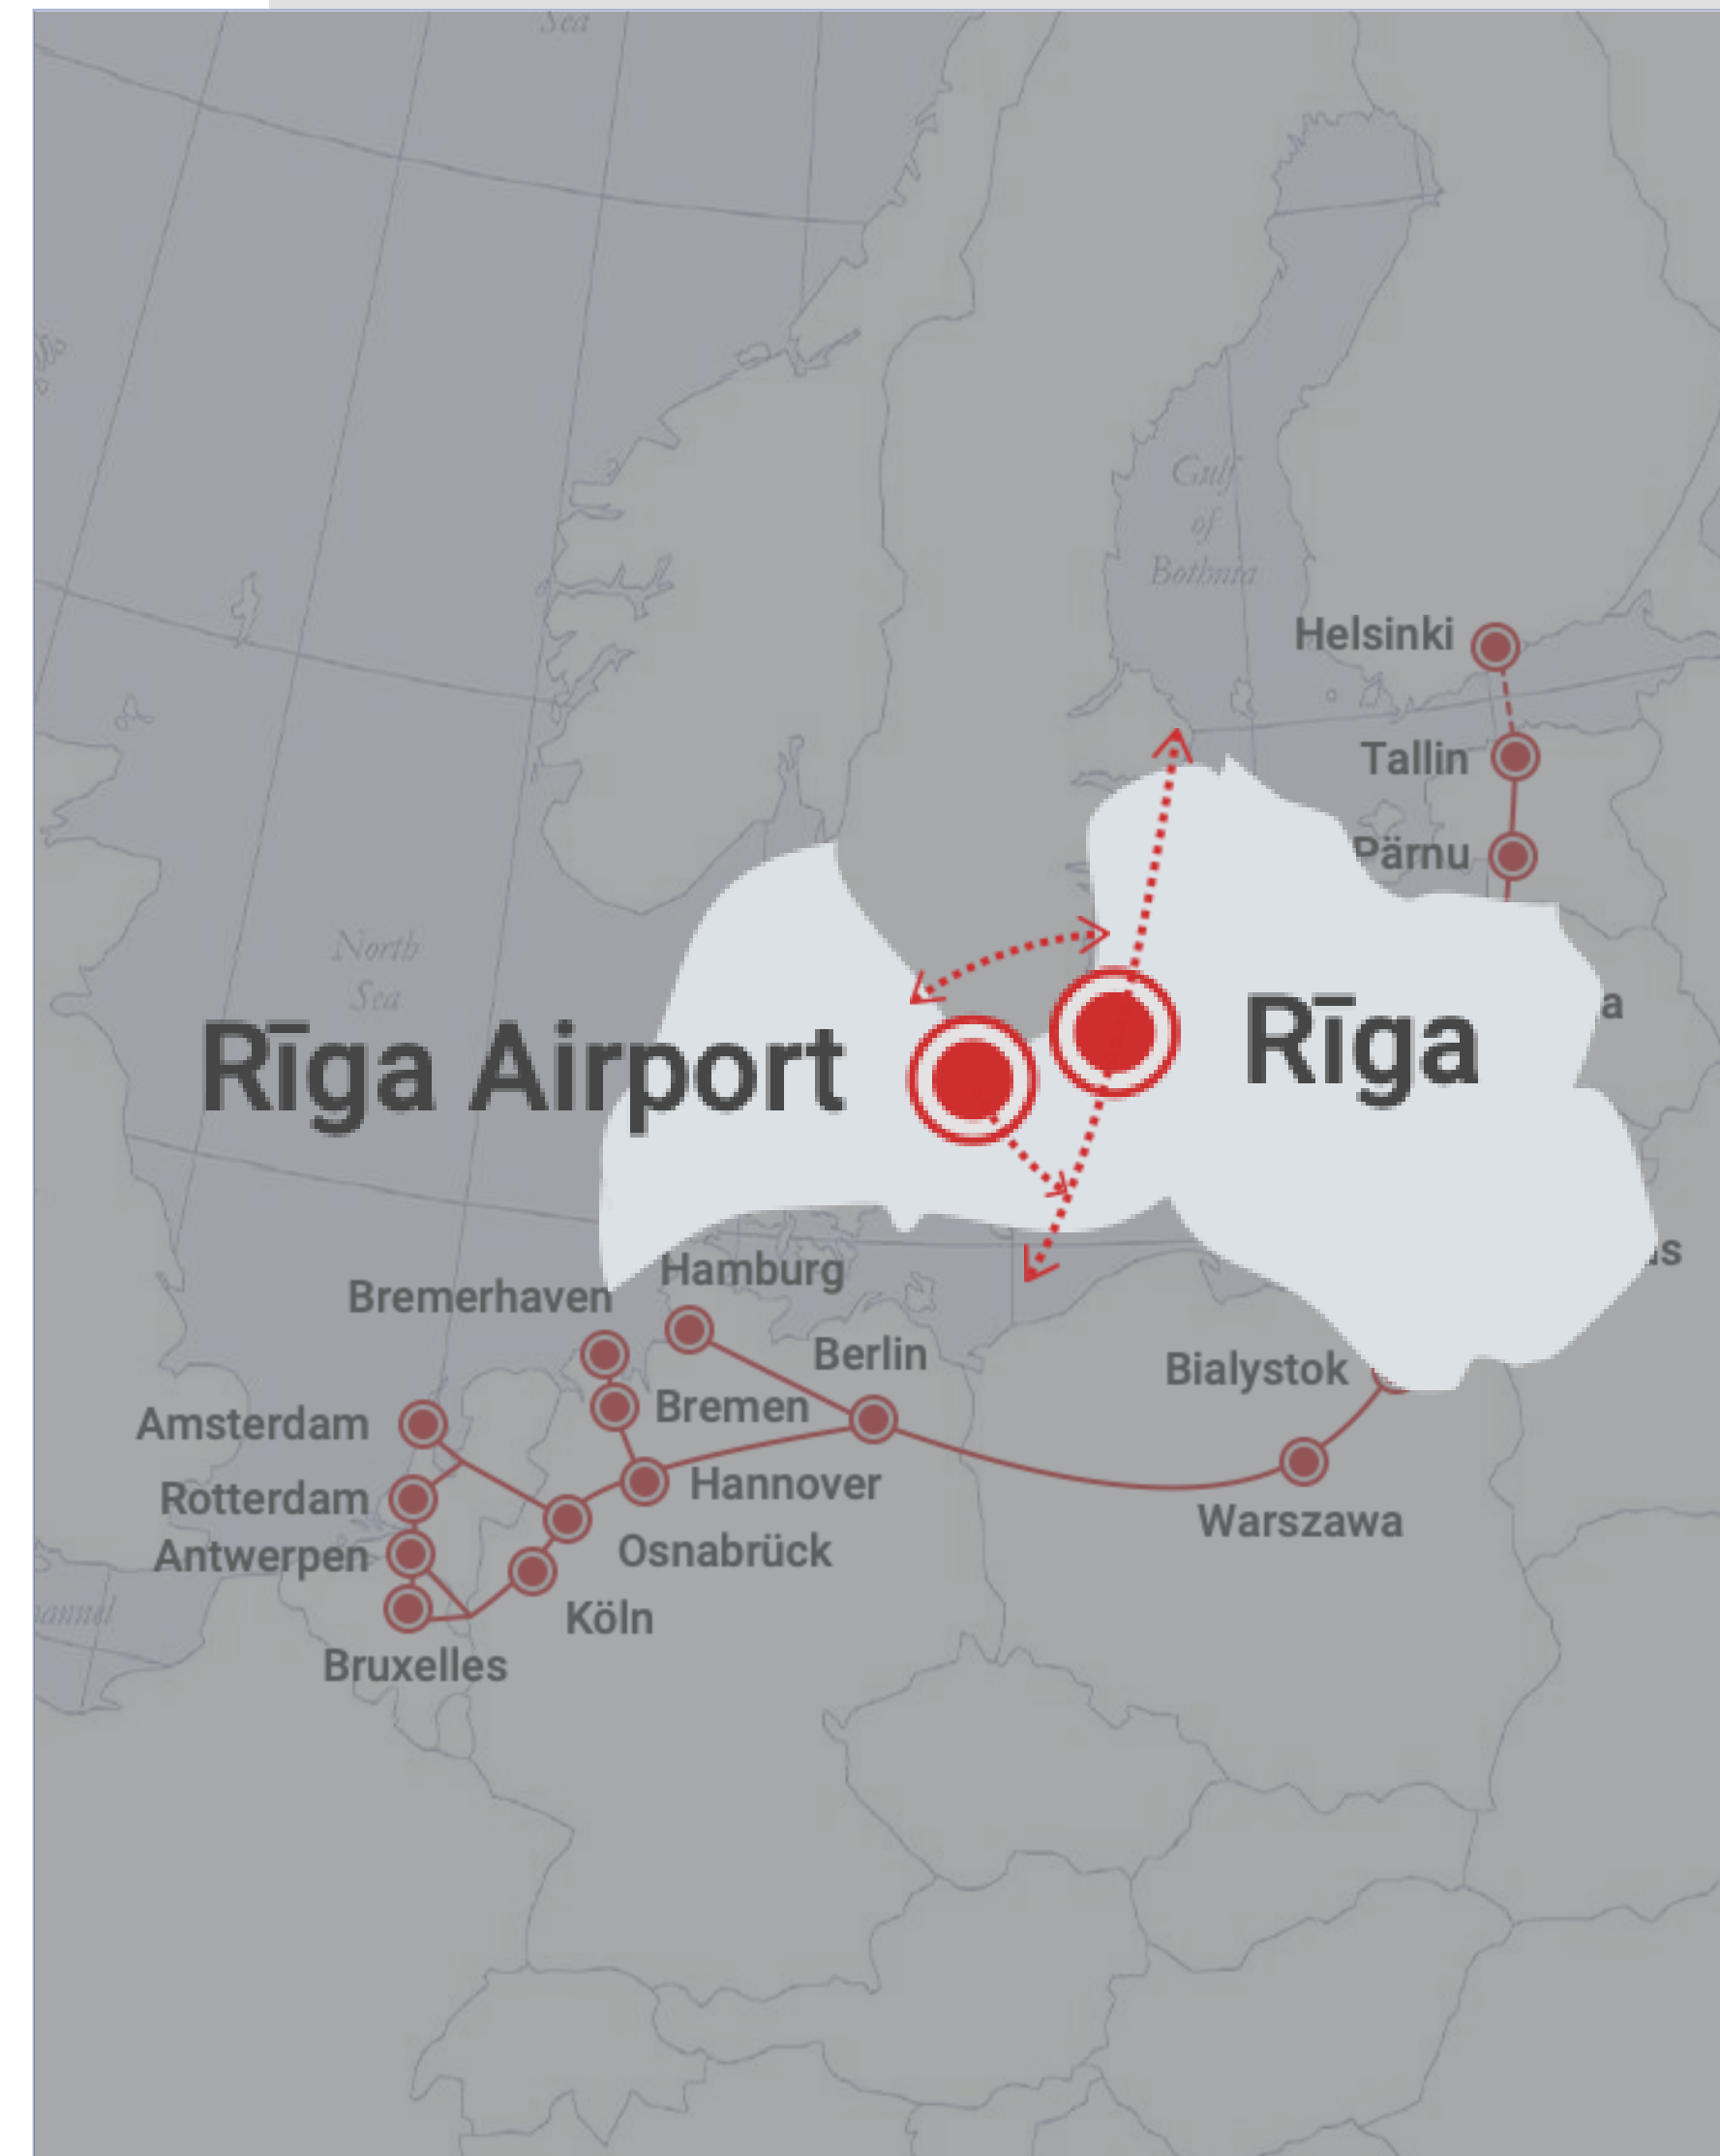 Sea
Gulf
of
Bothnia
Helsinki
Tallin
Pärnu
North
Sea
Rīga Airport
Rīga
a
Hamburg
Bremerhaven
Berlin
Bialystok
Bremen
Amsterdam
Hannover
Rotterdam
Warszawa
Osnabrück
Antwerpen
Köln
Bruxelles